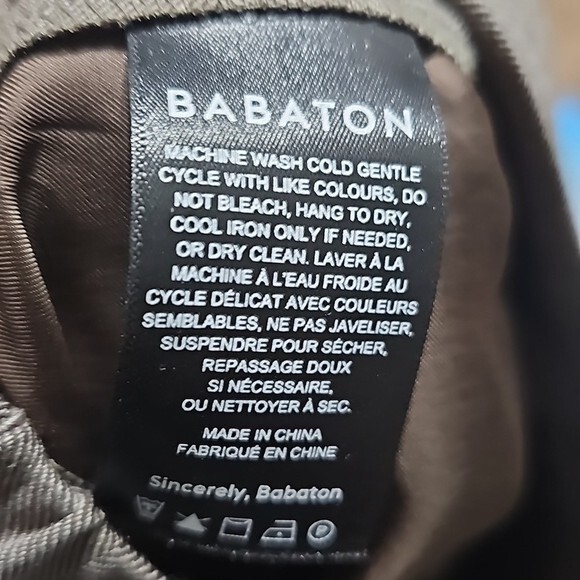 BABATON
MACHINE WASH COLD GENTLE
CYCLE WITH LIKE COLOURS, DO
NOT BLEACH, HANG TO DRY,
COOL IRON ONLY IF NEEDED,
OR DRY CLEAN. LAVER À LA
MACHINE À L'EAU FROIDE AU
CYCLE DÉLICAT AVEC COULEURS
SEMBLABLES, NE PAS JAVELISER,
SUSPENDRE POUR SÉCHER,
REPASSAGE DOUX
SI NÉCESSAIRE,
OU NETTOYER À SEC.
MADE IN CHINA
FABRIQUÉ EN CHINE
Sincerely, Babaton